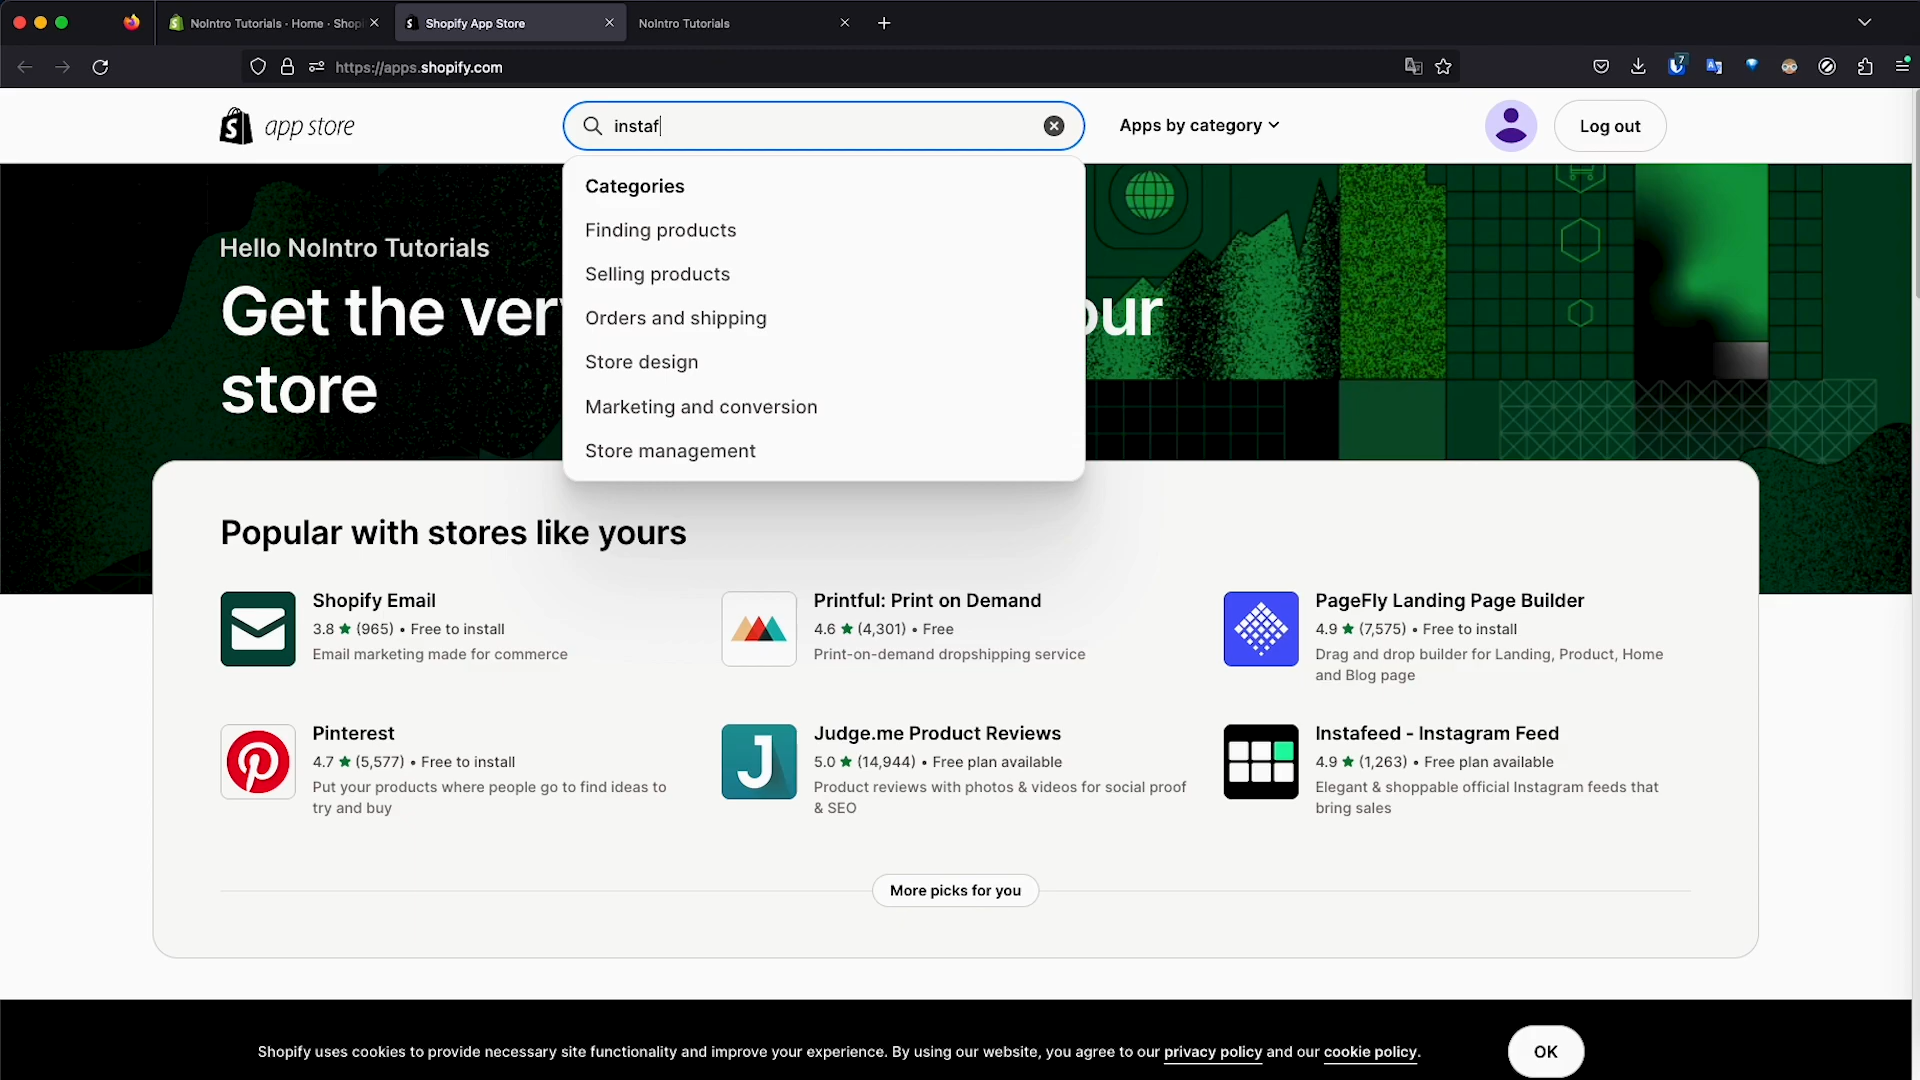 NoIntro Tutorials · Home · Shopi
Shopify App Store
NoIntro Tutorials
https://apps.shopify.com
7
app store
instaf
Apps by category
Log out
Categories
Finding products
Selling products
Orders and shipping
Store design
Marketing and conversion
Store management
Hello NoIntro Tutorials
Get the ver our
store
Popular with stores like yours
Shopify Email
3.8 ★ (965) • Free to install
Email marketing made for commerce
Printful: Print on Demand
4.6 ★ (4,301) • Free
Print-on-demand dropshipping service
PageFly Landing Page Builder
4.9 ★ (7,575) • Free to install
Drag and drop builder for Landing, Product, Home
and Blog page
Pinterest
4.7 ★ (5,577) • Free to install
Put your products where people go to find ideas to
try and buy
Judge.me Product Reviews
5.0 ★ (14,944) • Free plan available
Product reviews with photos & videos for social proof
& SEO
Instafeed - Instagram Feed
4.9 ★ (1,263) • Free plan available
Elegant & shoppable official Instagram feeds that
bring sales
More picks for you
Shopify uses cookies to provide necessary site functionality and improve your experience. By using our website, you agree to our privacy policy and our cookie policy.
OK